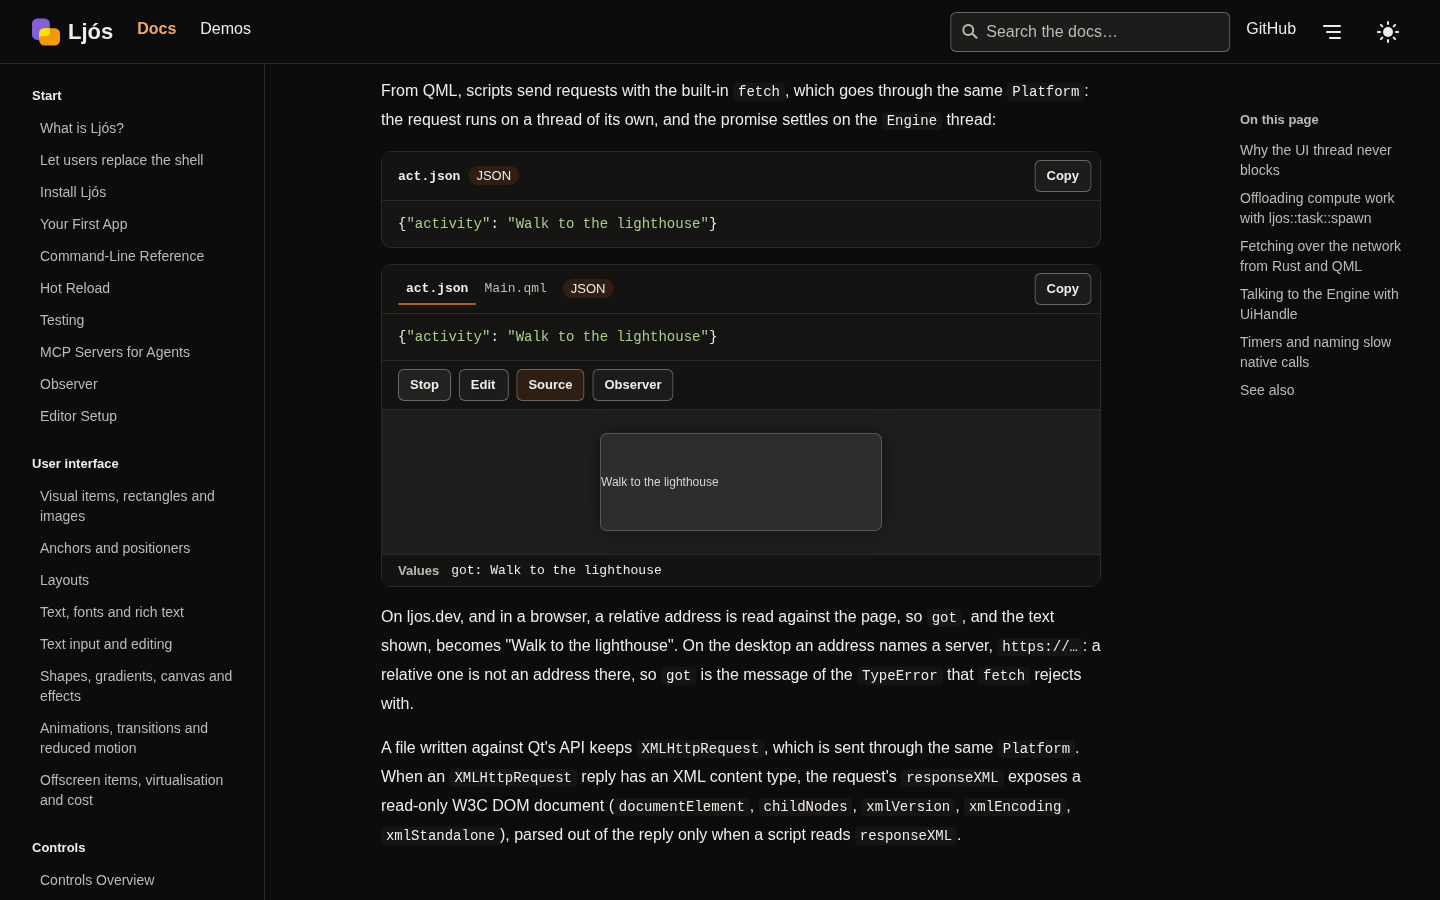 Ljós
Docs
Demos
Search the docs…
GitHub
Start
What is Ljós?
Let users replace the shell
Install Ljós
Your First App
Command-Line Reference
Hot Reload
Testing
MCP Servers for Agents
Observer
Editor Setup
User interface
Visual items, rectangles and
images
Anchors and positioners
Layouts
Text, fonts and rich text
Text input and editing
Shapes, gradients, canvas and
effects
Animations, transitions and
reduced motion
Offscreen items, virtualisation
and cost
Controls
Controls Overview
From QML, scripts send requests with the built-in fetch, which goes through the same Platform:
the request runs on a thread of its own, and the promise settles on the Engine thread:
act.json JSON
Copy
{"activity": "Walk to the lighthouse"}
act.json Main.qml JSON
Copy
{"activity": "Walk to the lighthouse"}
Stop Edit Source Observer
Walk to the lighthouse
Values got: Walk to the lighthouse
On ljos.dev, and in a browser, a relative address is read against the page, so got, and the text
shown, becomes "Walk to the lighthouse". On the desktop an address names a server, https://…: a
relative one is not an address there, so got is the message of the TypeError that fetch rejects
with.
A file written against Qt's API keeps XMLHttpRequest, which is sent through the same Platform.
When an XMLHttpRequest reply has an XML content type, the request's responseXML exposes a
read-only W3C DOM document (documentElement, childNodes, xmlVersion, xmlEncoding,
xmlStandalone), parsed out of the reply only when a script reads responseXML.
On this page
Why the UI thread never
blocks
Offloading compute work
with ljos::task::spawn
Fetching over the network
from Rust and QML
Talking to the Engine with
UiHandle
Timers and naming slow
native calls
See also